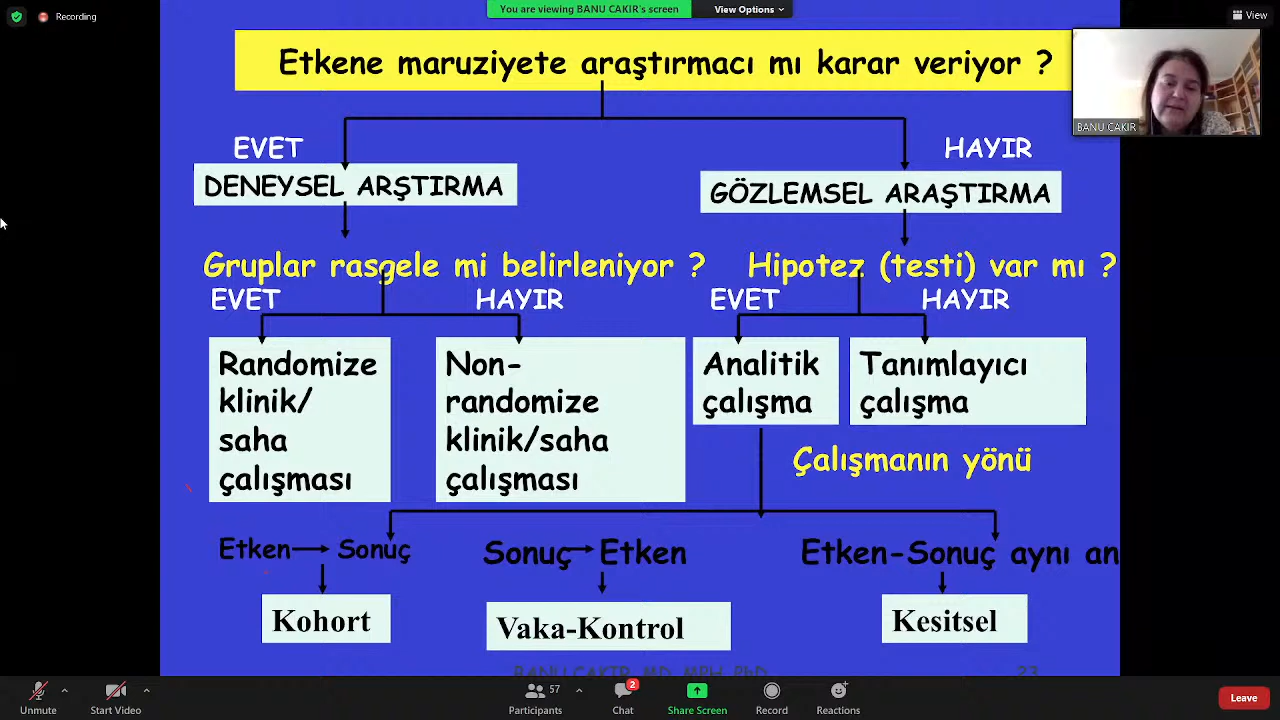 Recording
You are viewing BANU CAKIR's screen
View Options
View
Etkene maruziyete araştırmacı mı karar veriyor ?
BANU CAKIR
EVET
HAYIR
DENEYSEL ARŞTIRMA
GÖZLEMSEL ARAŞTIRMA
Gruplar rasgele mi belirleniyor ?
Hipotez (testi) var mı ?
EVET
HAYIR
EVET
HAYIR
Randomize
klinik/
saha
çalışması
Non-
randomize
klinik/saha
çalışması
Analitik
çalışma
Tanımlayıcı
çalışma
Çalışmanın yönü
Etken
Sonuç
Sonuç
Etken
Etken-Sonuç aynı an
Kohort
Vaka-Kontrol
Kesitsel
BANU CAKIR, MD, MPH, PhD
23
Unmute
Start Video
57
Participants
2
Chat
Share Screen
Record
Reactions
Leave